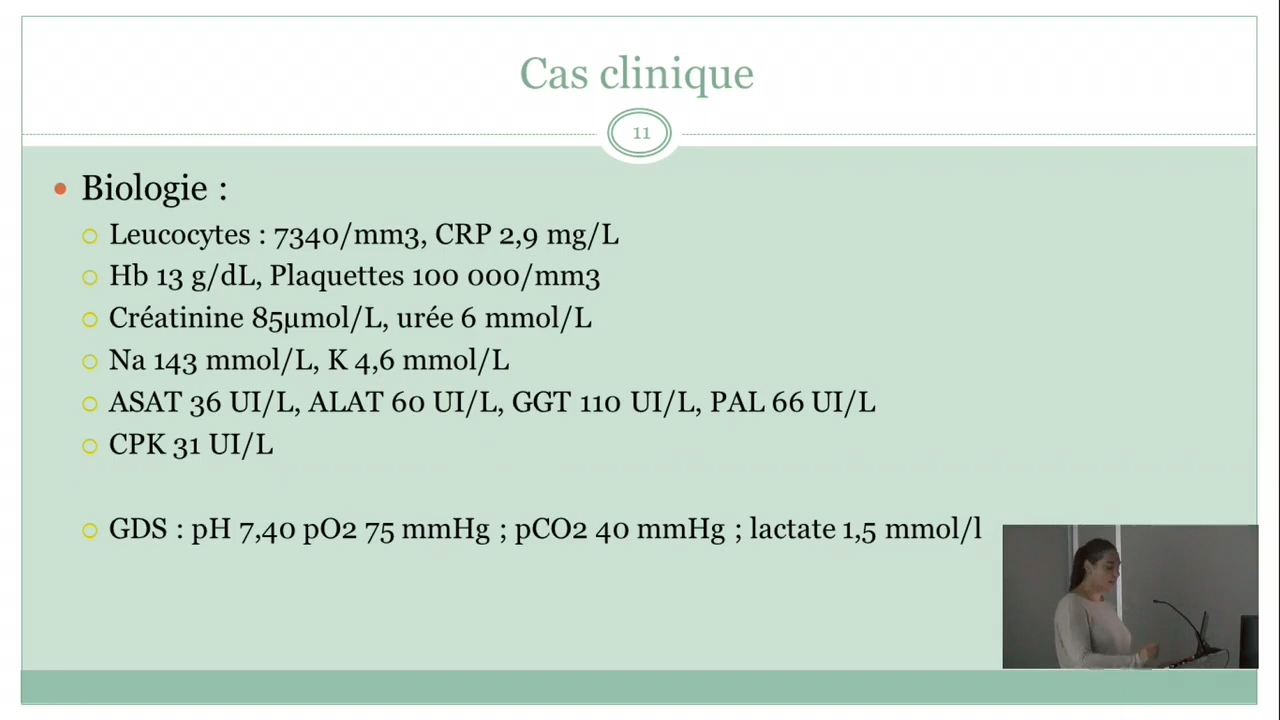 Cas clinique
11
Biologie :
Leucocytes : 7340/mm3, CRP 2,9 mg/L
Hb 13 g/dL, Plaquettes 100 000/mm3
Créatinine 85µmol/L, urée 6 mmol/L
Na 143 mmol/L, K 4,6 mmol/L
ASAT 36 UI/L, ALAT 60 UI/L, GGT 110 UI/L, PAL 66 UI/L
CPK 31 UI/L
GDS : pH 7,40 pO2 75 mmHg ; pCO2 40 mmHg ; lactate 1,5 mmol/l